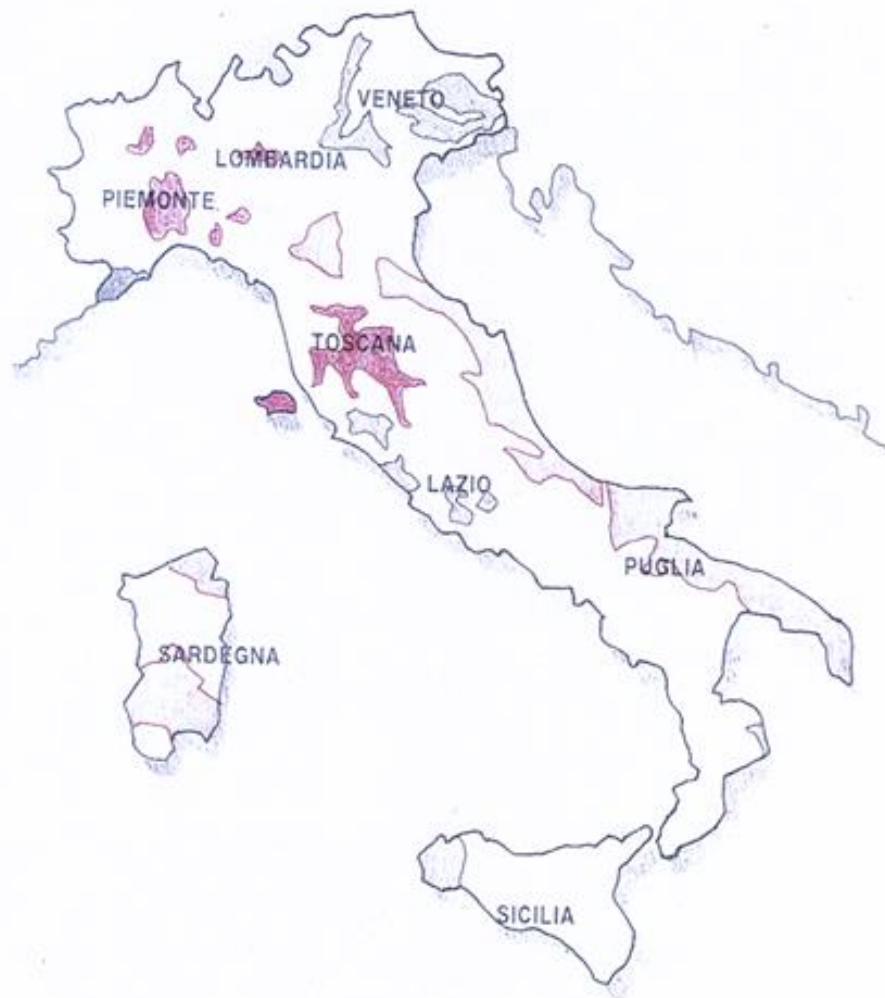 VENETO
LOMBARDIA
PIEMONTE
TOSCANA
LAZIO
PUGLIA
SARDEGNA
SICILIA